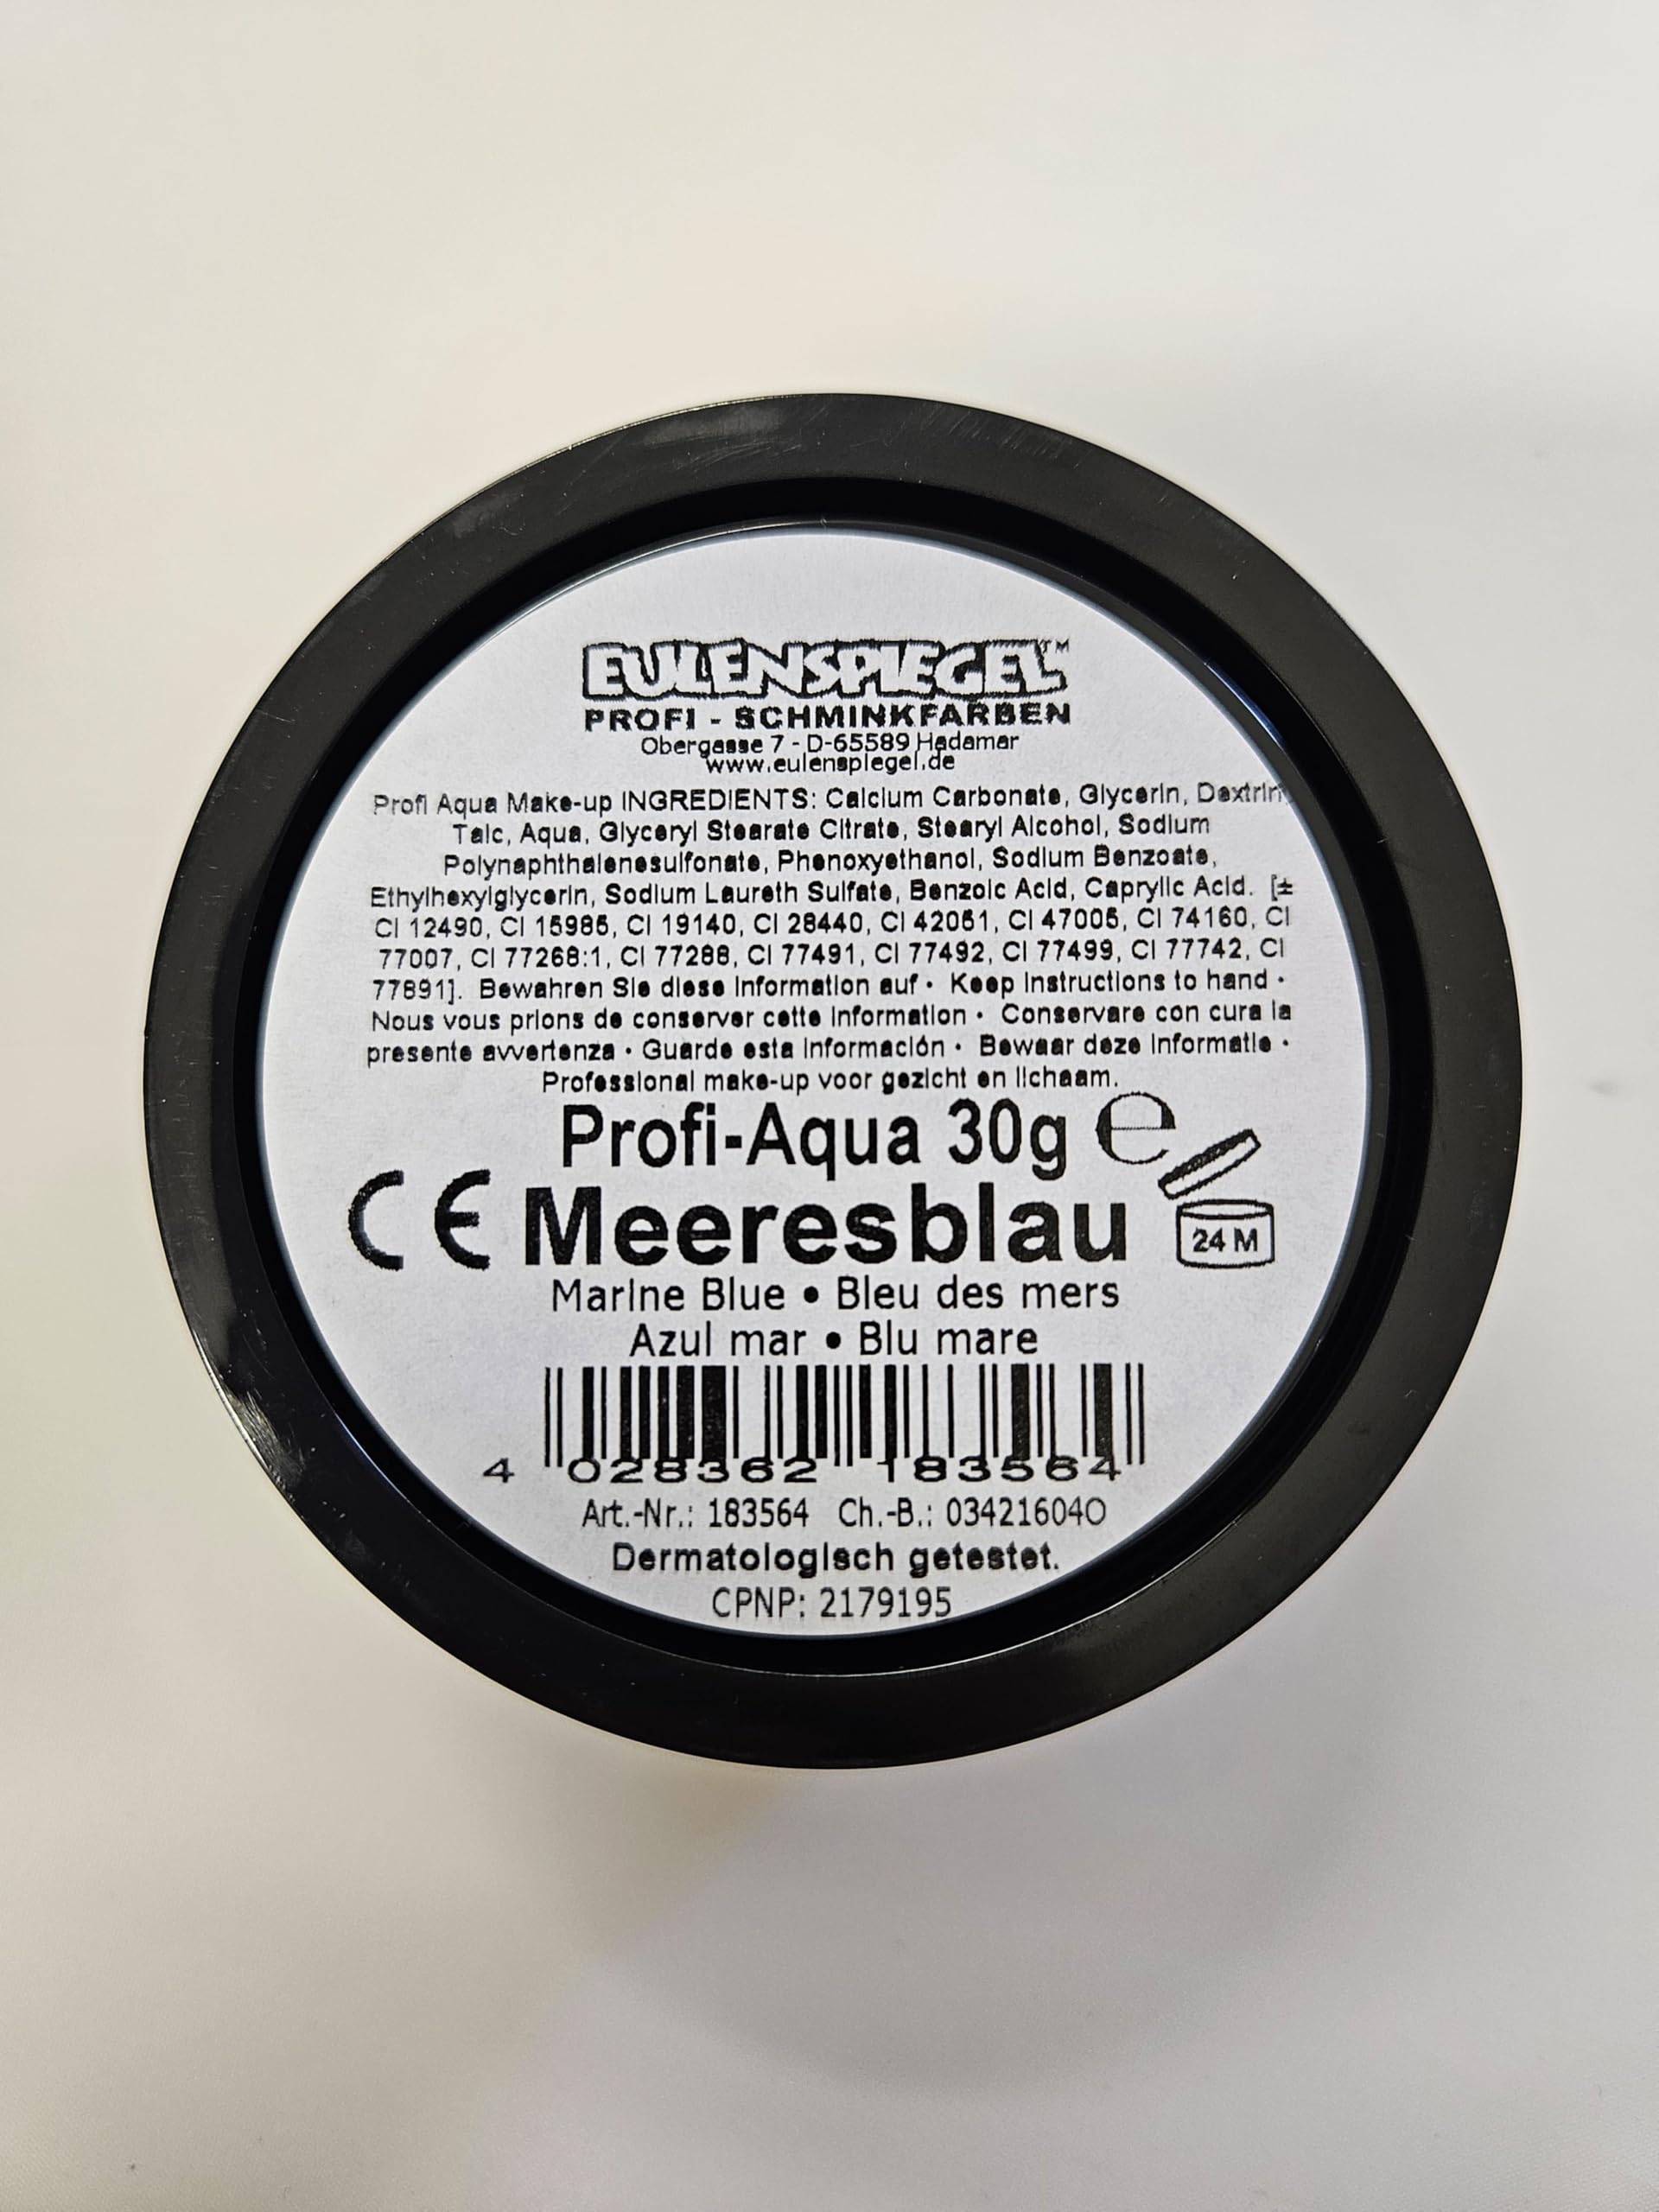 EULENSPIEGEL™
PROFI - SCHMINKFARBEN
Obergasse 7 - D-65589 Hadamar
www.eulenspiegel.de
Profi Aqua Make-up INGREDIENTS: Calcium Carbonate, Glycerin, Dextrin,
Talc, Aqua, Glyceryl Stearate Citrate, Stearyl Alcohol, Sodium
Polynaphthalenesulfonate, Phenoxyethanol, Sodium Benzoate,
Ethylhexylglycerin, Sodium Laureth Sulfate, Benzoic Acid, Caprylic Acid. [±
CI 12490, CI 15985, CI 19140, CI 28440, CI 42051, CI 47005, CI 74160, CI
77007, CI 77268:1, CI 77288, CI 77491, CI 77492, CI 77499, CI 77742, CI
77891]. Bewahren Sie diese Information auf • Keep Instructions to hand •
Nous vous prions de conserver cette information • Conservare con cura la
presente avvertenza • Guarde esta Información • Bewaar deze informatie •
Professional make-up voor gezicht en lichaam.
Profi-Aqua 30g ℮
CE Meeresblau 24 M
Marine Blue • Bleu des mers
Azul mar • Blu mare
4 028362 183564
Art.-Nr.: 183564 Ch.-B.: 034216040
Dermatologisch getestet.
CPNP: 2179195